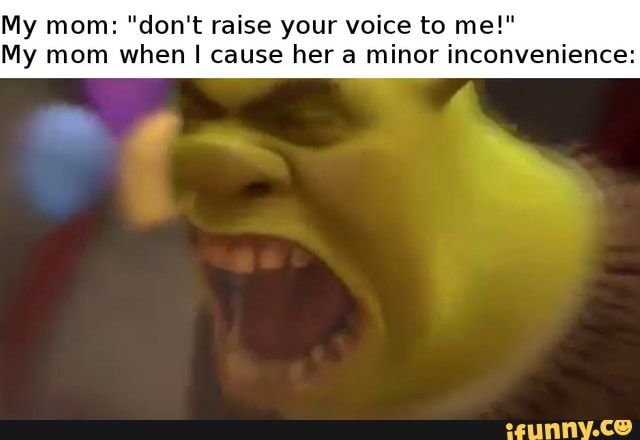 My mom: "don't raise your voice to me!"
My mom when I cause her a minor inconvenience:
ifunny.co